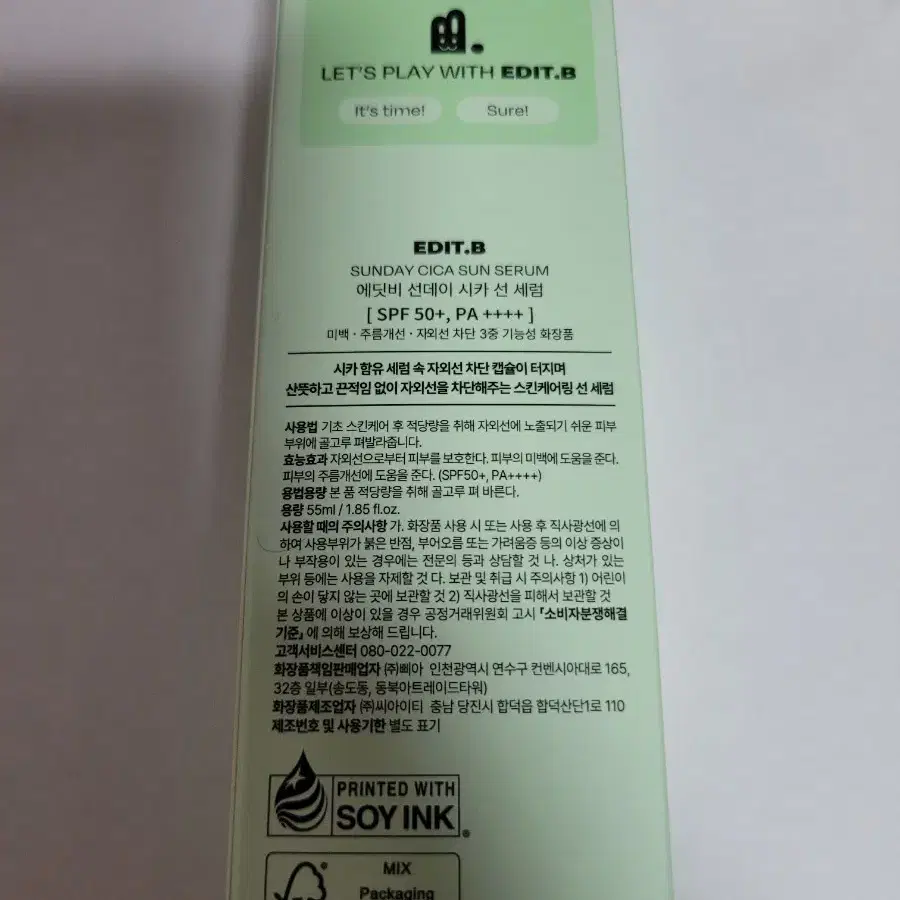 LET'S PLAY WITH EDIT.B
It's time! Sure!
EDIT.B
SUNDAY CICA SUN SERUM
에딧비 선데이 시카 선 세럼
[ SPF 50+, PA ++++ ]
미백 · 주름개선 · 자외선 차단 3중 기능성 화장품
시카 함유 세럼 속 자외선 차단 캡슐이 터지며
산뜻하고 끈적임 없이 자외선을 차단해주는 스킨케어링 선 세럼
사용법 기초 스킨케어 후 적당량을 취해 자외선에 노출되기 쉬운 피부
부위에 골고루 펴발라줍니다.
효능효과 자외선으로부터 피부를 보호한다. 피부의 미백에 도움을 준다.
피부의 주름개선에 도움을 준다. (SPF50+, PA++++)
용법용량 본 품 적당량을 취해 골고루 펴 바른다.
용량 55ml / 1.85 fl.oz.
사용할 때의 주의사항 가. 화장품 사용 시 또는 사용 후 직사광선에 의
하여 사용부위가 붉은 반점, 부어오름 또는 가려움증 등의 이상 증상이
나 부작용이 있는 경우에는 전문의 등과 상담할 것 나. 상처가 있는
부위 등에는 사용을 자제할 것 다. 보관 및 취급 시 주의사항 1) 어린이
의 손이 닿지 않는 곳에 보관할 것 2) 직사광선을 피해서 보관할 것
본 상품에 이상이 있을 경우 공정거래위원회 고시 「소비자분쟁해결
기준」에 의해 보상해 드립니다.
고객서비스센터 080-022-0077
화장품책임판매업자 ㈜삐아 인천광역시 연수구 컨벤시아대로 165,
32층 일부(송도동, 동북아트레이드타워)
화장품제조업자 ㈜씨아이티 충남 당진시 합덕읍 합덕산단1로 110
제조번호 및 사용기한 별도 표기
PRINTED WITH
SOY INK
MIX
Packaging